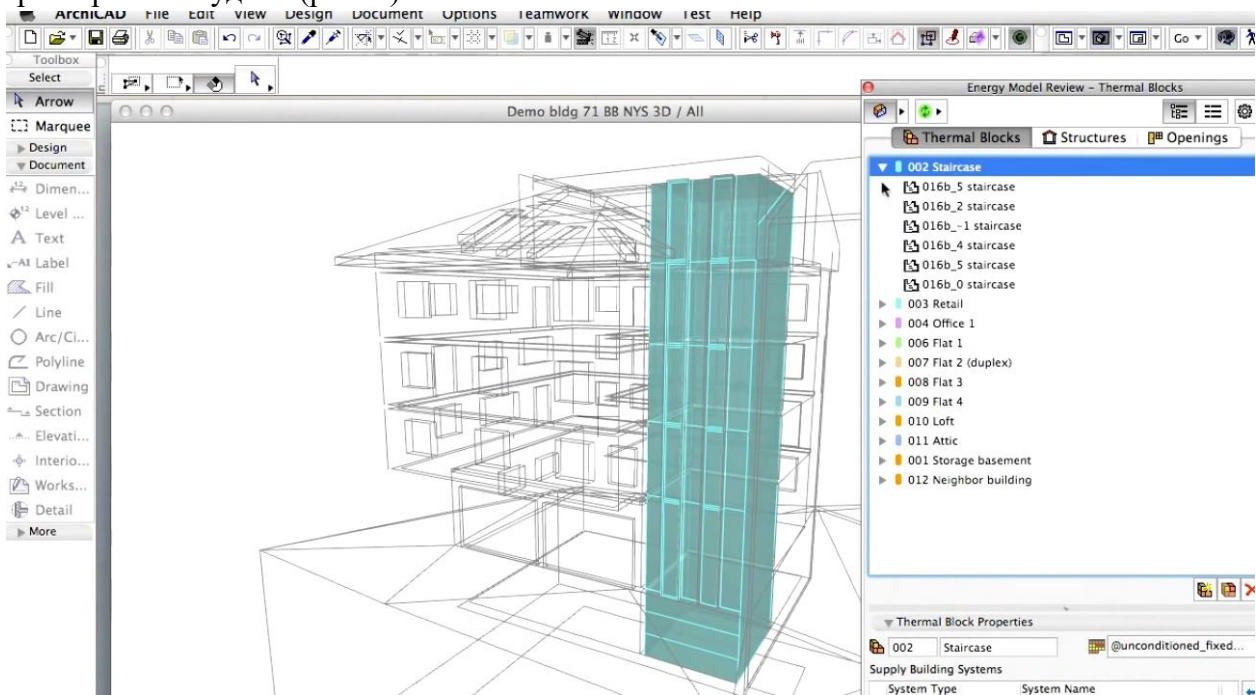 ArchiCAD File Edit View Design Document Options Teamwork Window Test Help
Go
Toolbox
Select
Arrow
Marquee
Design
Document
Dimen...
Level ...
A Text
A1 Label
Fill
Line
Arc/Ci...
Polyline
Drawing
Section
Elevati...
Interio...
Works...
Detail
More
Demo bldg 71 BB NYS 3D / All
Energy Model Review – Thermal Blocks
Thermal Blocks Structures Openings
002 Staircase
016b_5 staircase
016b_2 staircase
016b_-1 staircase
016b_4 staircase
016b_5 staircase
016b_0 staircase
003 Retail
004 Office 1
006 Flat 1
007 Flat 2 (duplex)
008 Flat 3
009 Flat 4
010 Loft
011 Attic
001 Storage basement
012 Neighbor building
Thermal Block Properties
002 Staircase @unconditioned_fixed...
Supply Building Systems
System Type System Name